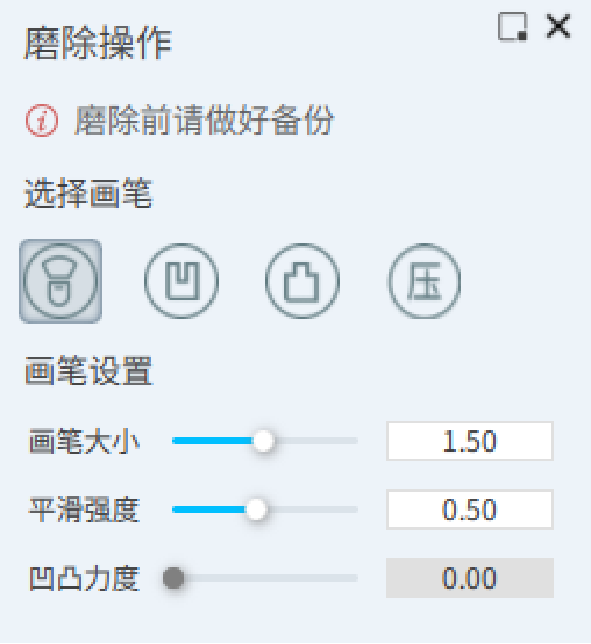 磨除操作
磨除前请做好备份
选择画笔
凹 凸 压
画笔设置
画笔大小 1.50
平滑强度 0.50
凹凸力度 0.00